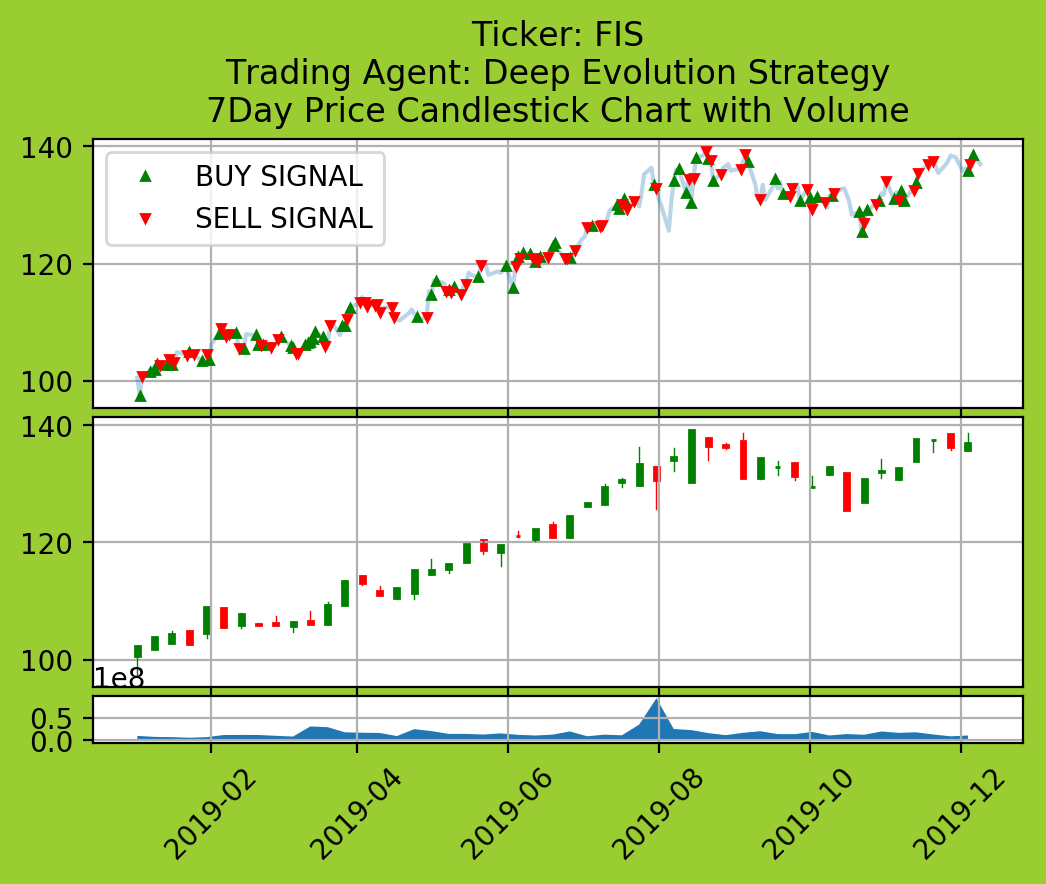 Ticker: FIS
Trading Agent: Deep Evolution Strategy
7Day Price Candlestick Chart with Volume
140
BUY SIGNAL
SELL SIGNAL
120
100
140
120
100
1e8
0.5
0.0
2019-02
2019-04
2019-06
2019-08
2019-10
2019-12